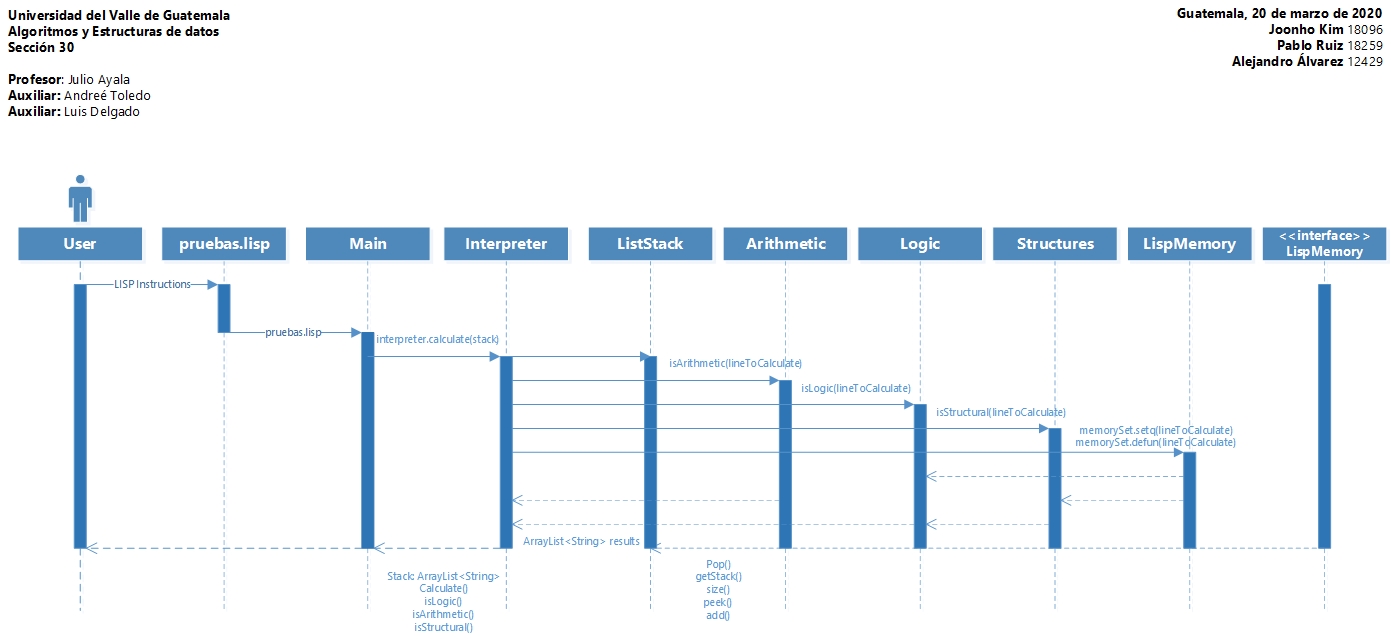 Universidad del Valle de Guatemala
Algoritmos y Estructuras de datos
Sección 30
Profesor: Julio Ayala
Auxiliar: Andreé Toledo
Auxiliar: Luis Delgado
Guatemala, 20 de marzo de 2020
Joonho Kim 18096
Pablo Ruiz 18259
Alejandro Álvarez 12429
User
pruebas.lisp
Main
Interpreter
ListStack
Arithmetic
Logic
Structures
LispMemory
<<interface>>
LispMemory
LISP Instructions
pruebas.lisp
interpreter.calculate(stack)
isArithmetic(lineToCalculate)
isLogic(lineToCalculate)
isStructural(lineToCalculate)
memorySet.setq(lineToCalculate)
memorySet.defun(lineToCalculate)
ArrayList<String> results
Stack: ArrayList<String>
Calculate()
isLogic()
isArithmetic()
isStructural()
Pop()
getStack()
size()
peek()
add()